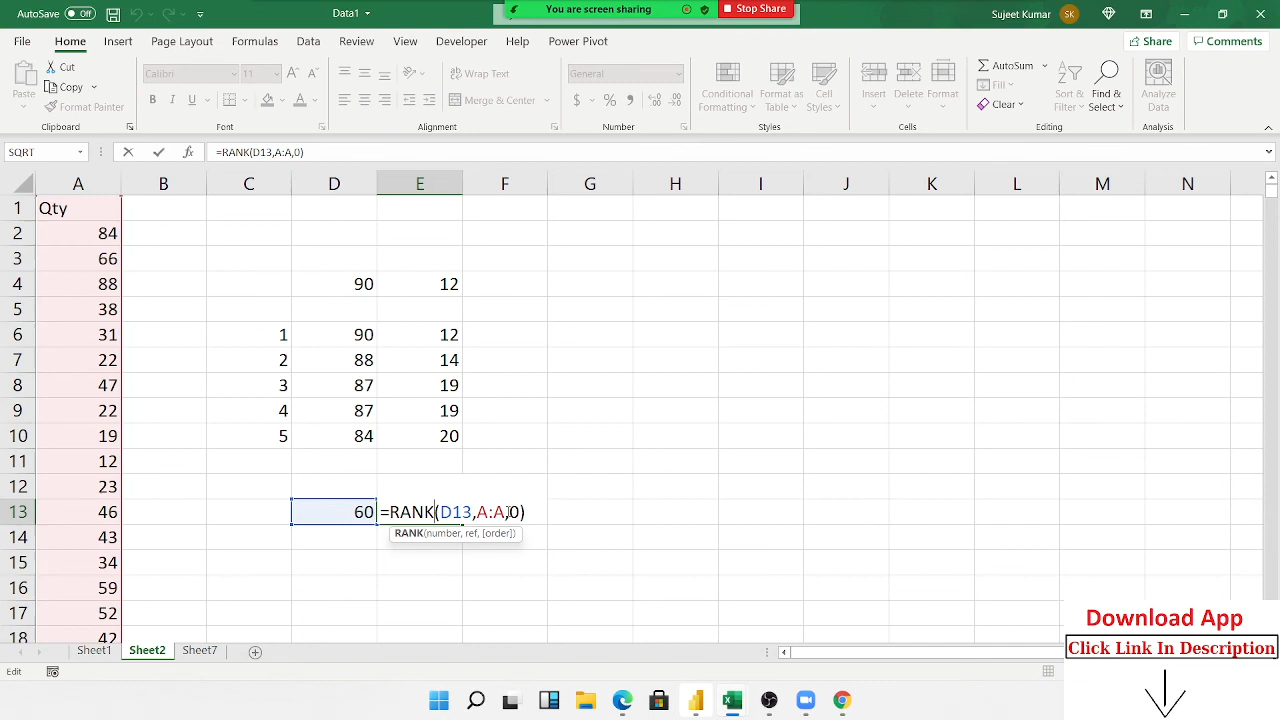 AutoSave Off
Data1
You are screen sharing
Stop Share
Sujeet Kumar
SK
File Home Insert Page Layout Formulas Data Review View Developer Help Power Pivot
Share
Comments
Paste
Cut
Copy
Format Painter
Clipboard
Calibri 11
B I U
Font
Wrap Text
Merge & Center
Alignment
General
$ % ,
Number
Conditional Formatting
Format as Table
Cell Styles
Styles
Insert Delete Format
Cells
AutoSum
Fill
Clear
Sort & Filter
Find & Select
Editing
Analyze Data
Analysis
SQRT fx =RANK(D13,A:A,0)
A B C D E F G H I J K L M N
1 Qty
2 84
3 66
4 88 90 12
5 38
6 31 1 90 12
7 22 2 88 14
8 47 3 87 19
9 22 4 87 19
10 19 5 84 20
11 12
12 23
13 46 60 =RANK(D13,A:A,0)
RANK(number, ref, [order])
14 43
15 34
16 59
17 52
18 42
Sheet1 Sheet2 Sheet7
Edit
Download App
Click Link In Description